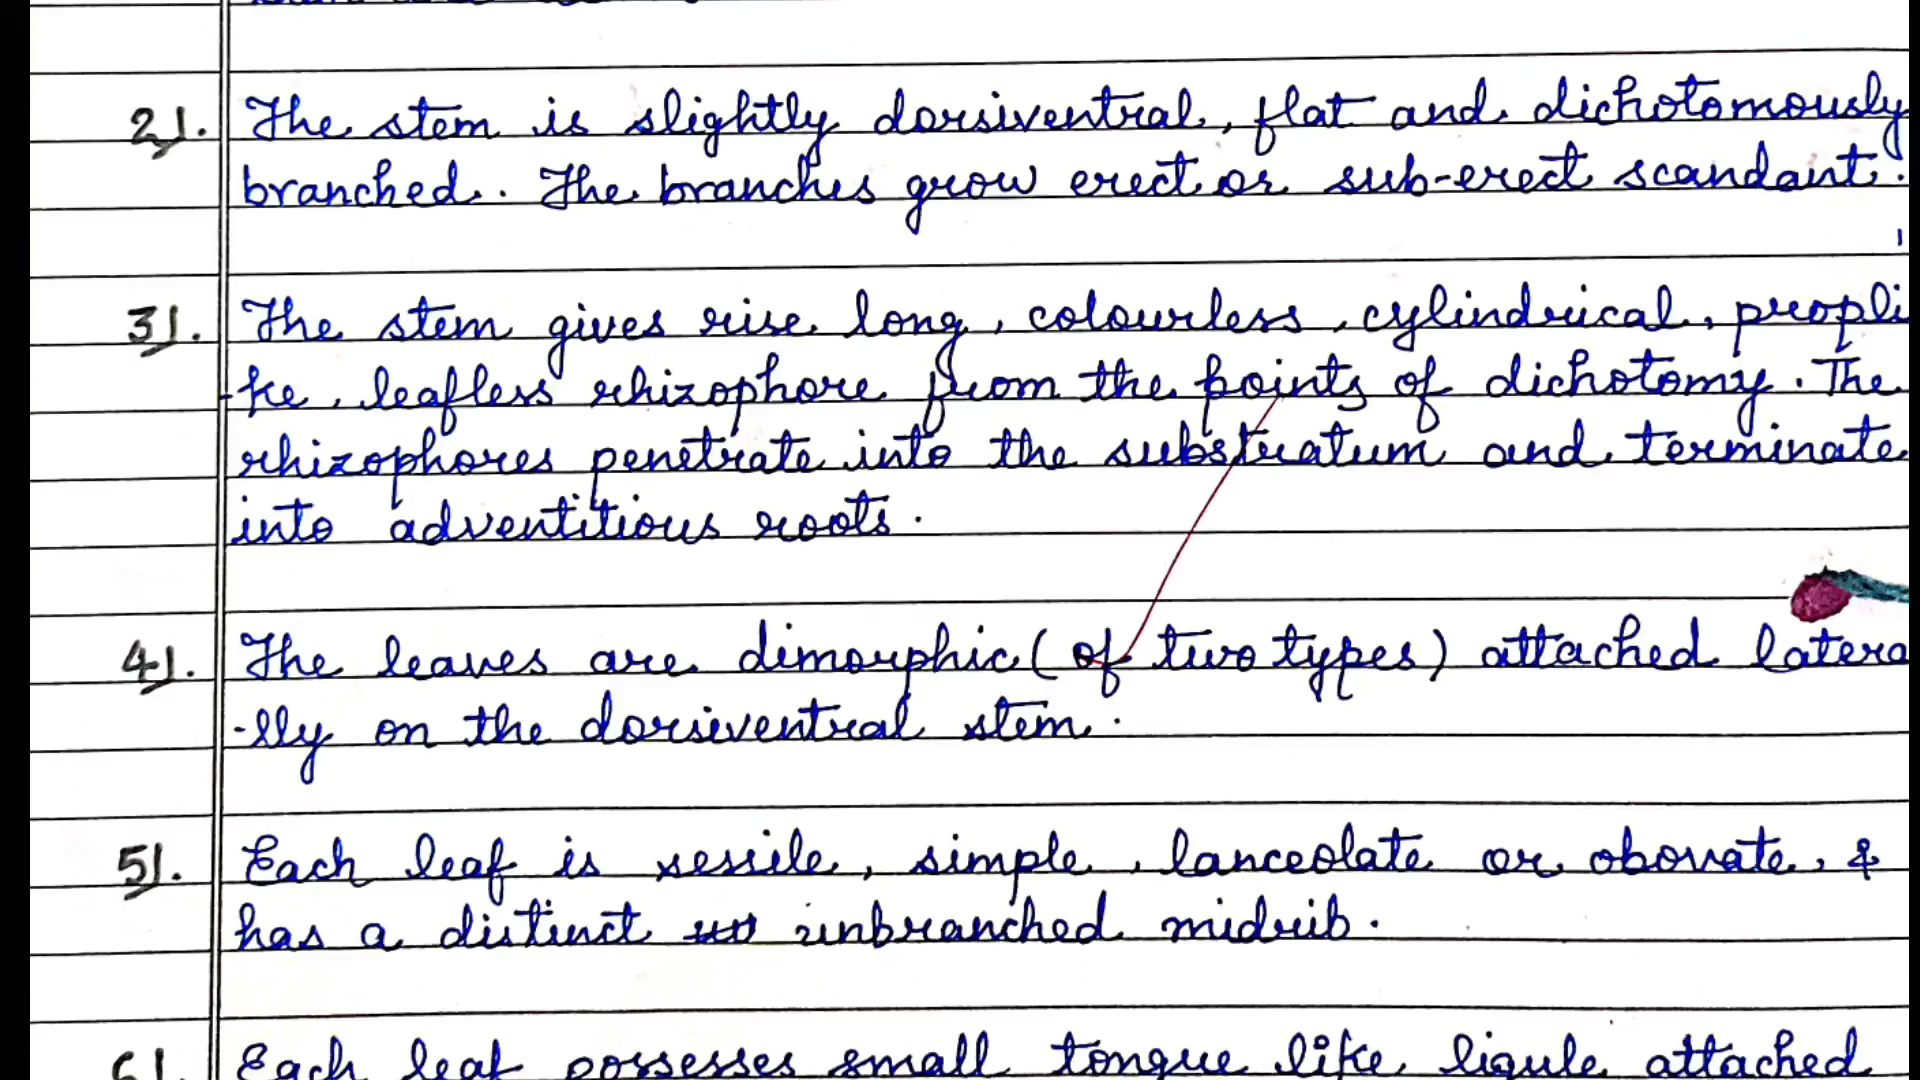 2). The stem is slightly dorsiventral, flat and dichotomously
branched. The branches grow erect or sub-erect scandant.
3). The stem gives rise long, colourless, cylindrical, propli
-ke, leafless rhizophore from the points of dichotomy. The
rhizophores penetrate into the substratum and terminate
into adventitious roots.
4). The leaves are dimorphic (of two types) attached latera
-lly on the dorsiventral stem.
5). Each leaf is sessile, simple, lanceolate or obovate, &
has a distinct unbranched midrib.
6). Each leaf possesses small tongue like ligule attached